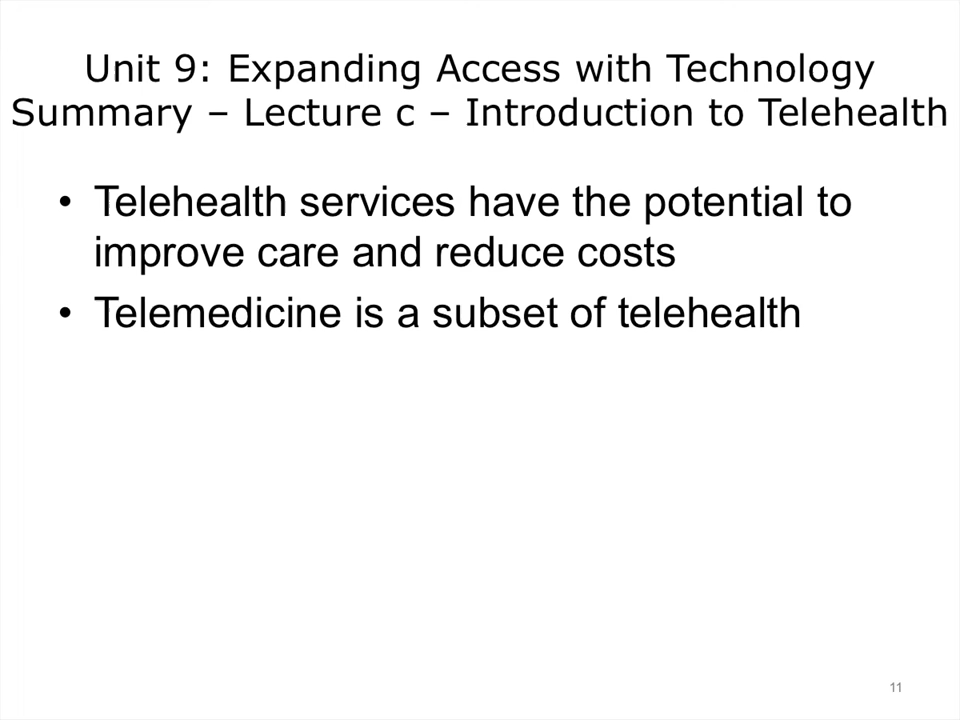 Unit 9: Expanding Access with Technology
Summary – Lecture c – Introduction to Telehealth
• Telehealth services have the potential to
improve care and reduce costs
• Telemedicine is a subset of telehealth
11